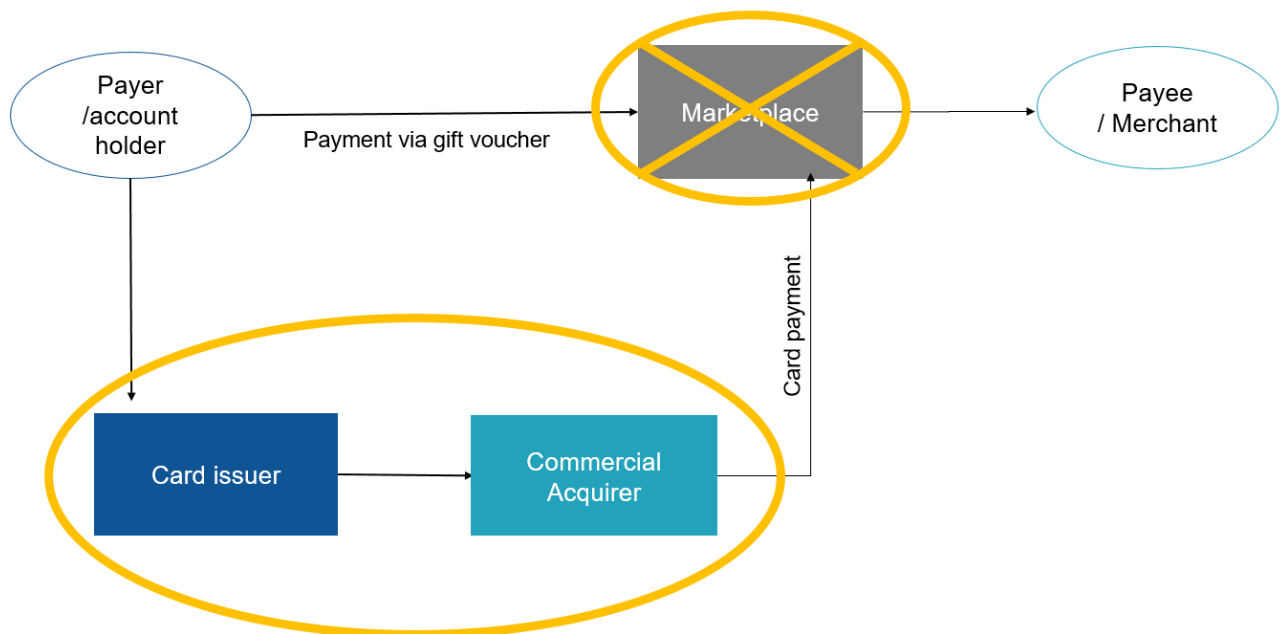 Payer
/account
holder
Payment via gift voucher
Marketplace
Payee
/ Merchant
Card payment
Card issuer
Commercial
Acquirer